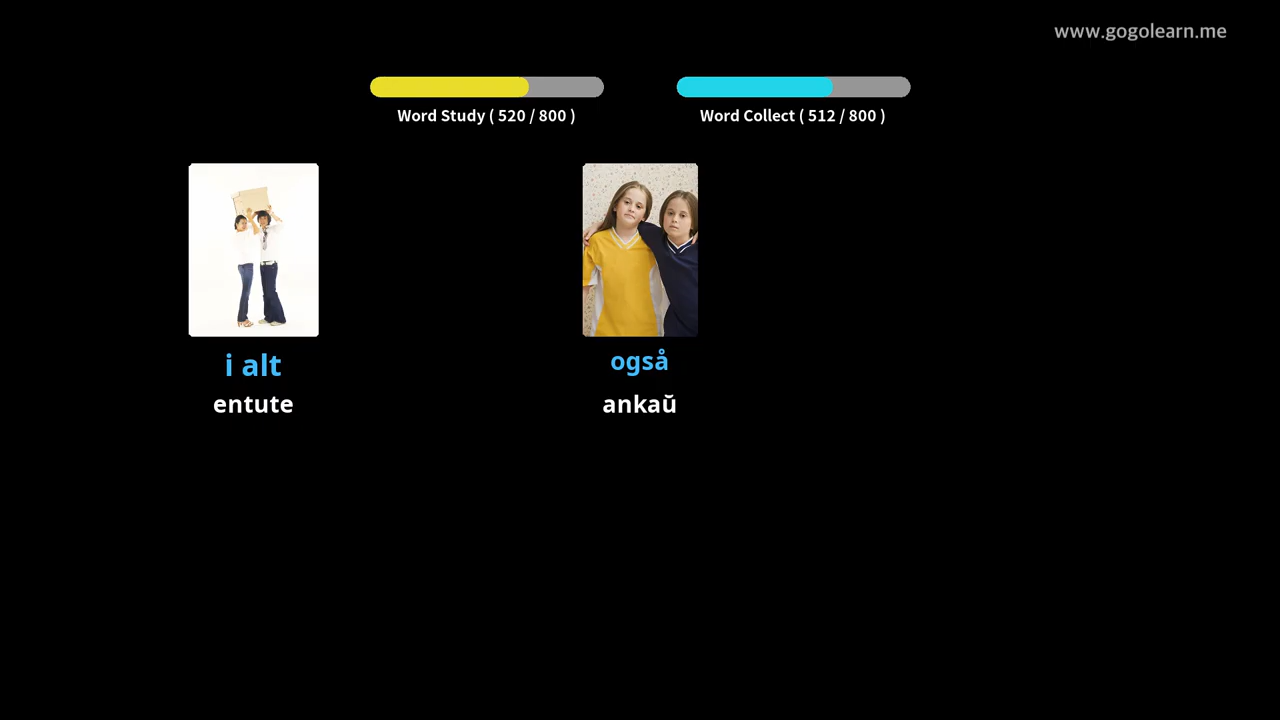 www.gogolearn.me
Word Study ( 520 / 800 )
Word Collect ( 512 / 800 )
i alt
entute
også
ankaŭ